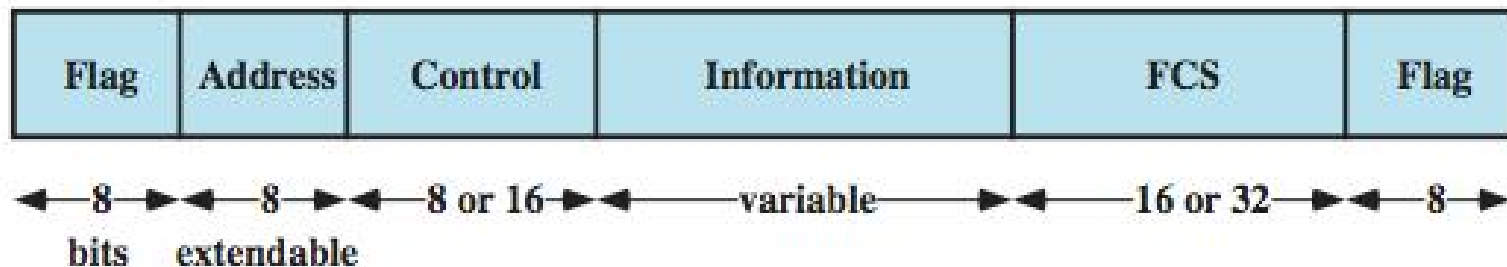 Flag Address Control Information FCS Flag
8 8 8 or 16 variable 16 or 32 8
bits extendable